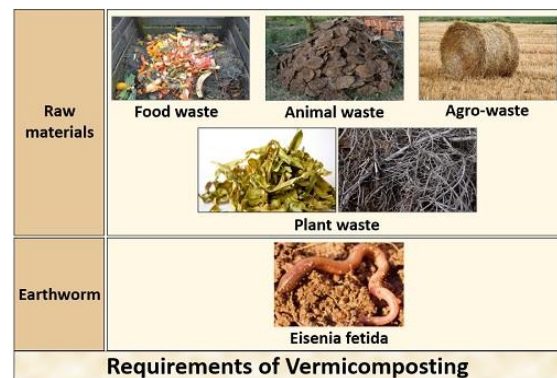 Raw
materials
Food waste
Animal waste
Agro-waste
Plant waste
Earthworm
Eisenia fetida
Requirements of Vermicomposting